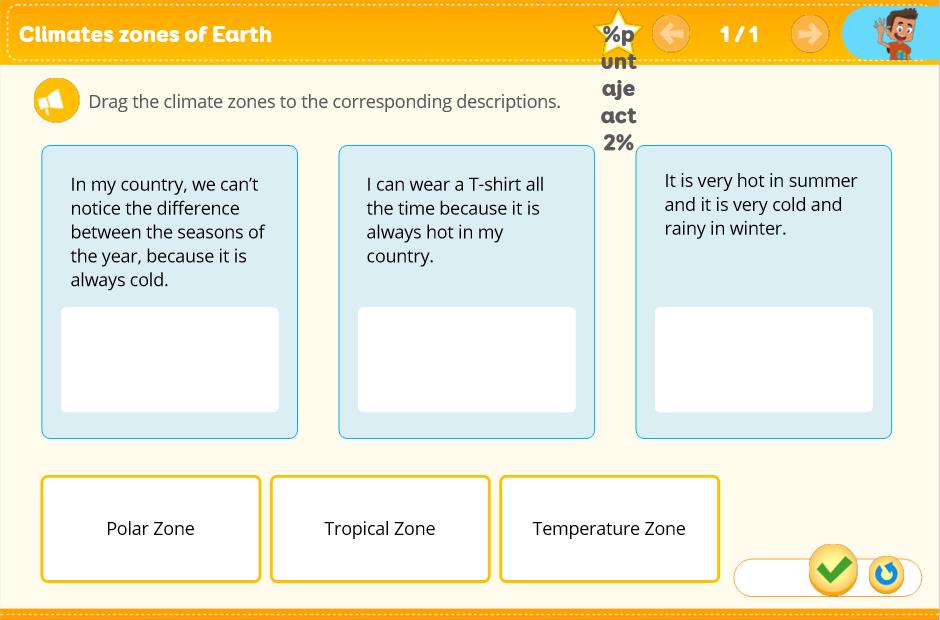 Climates zones of Earth
%p
unt
aje
act
2%
1 / 1
Drag the climate zones to the corresponding descriptions.
In my country, we can’t
notice the difference
between the seasons of
the year, because it is
always cold.
I can wear a T-shirt all
the time because it is
always hot in my
country.
It is very hot in summer
and it is very cold and
rainy in winter.
Polar Zone
Tropical Zone
Temperature Zone